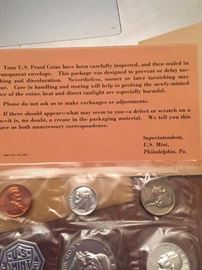 Your U.S. Proof Coins have been carefully inspected, and then sealed in
transparent envelope. This package was designed to prevent or delay tar-
hing and discoloration. Nevertheless, sooner or later tarnishing may
ue. Care in handling and storing will help to prolong the newly-minted
ice of the coins; heat and direct sunlight are especially harmful.
Please do not ask us to make exchanges or adjustments.
If there should appear—what may seem to you—a defect or scratch on a
n—it is, no doubt, a crease in the packaging material. We tell you this
ave us both unnecessary correspondence.
Superintendent,
U.S. Mint,
Philadelphia, Pa.
U.S.
MINT